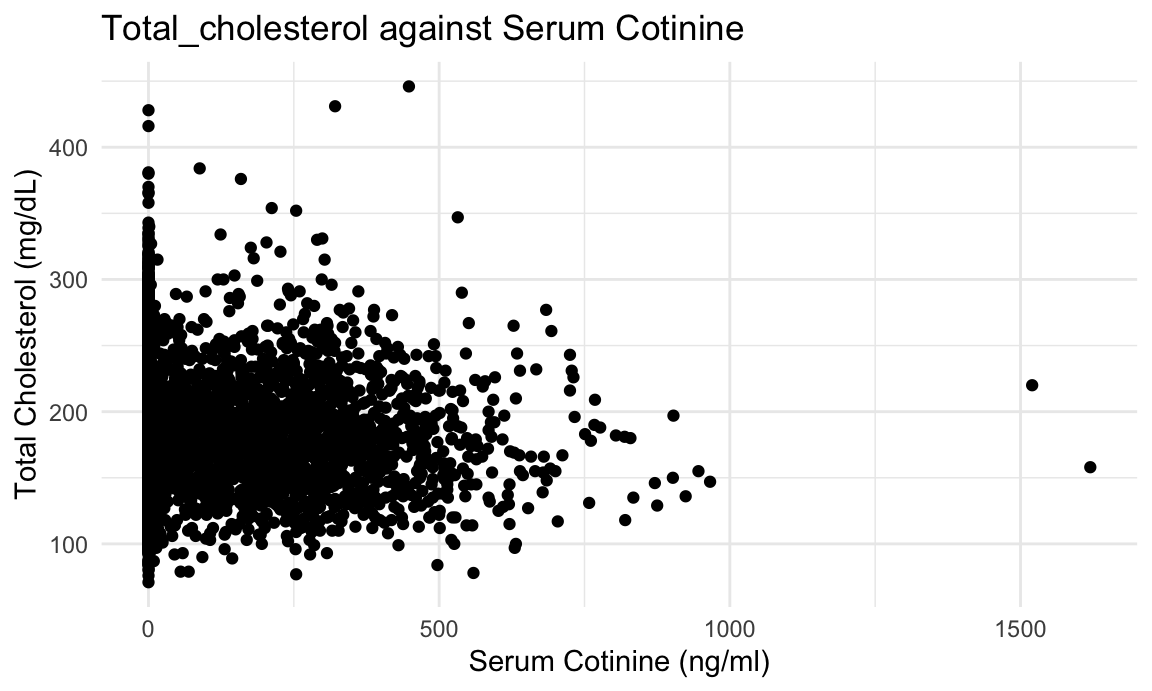 Total_cholesterol against Serum Cotinine
Total Cholesterol (mg/dL)
400
300
200
100
0
500
1000
1500
Serum Cotinine (ng/ml)